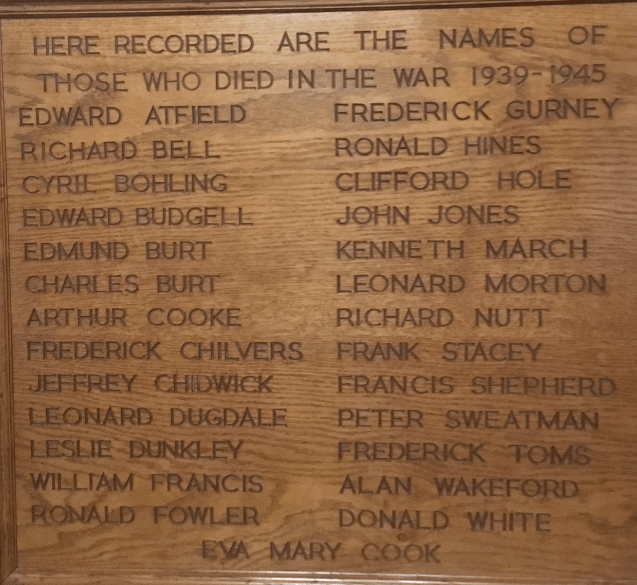 HERE RECORDED ARE THE NAMES OF
THOSE WHO DIED IN THE WAR 1939-1945
EDWARD ATFIELD
RICHARD BELL
CYRIL BOHLING
EDWARD BUDGELL
EDMUND BURT
CHARLES BURT
ARTHUR COOKE
FREDERICK CHILVERS
JEFFREY CHIDWICK
LEONARD DUGDALE
LESLIE DUNKLEY
WILLIAM FRANCIS
RONALD FOWLER
FREDERICK GURNEY
RONALD HINES
CLIFFORD HOLE
JOHN JONES
KENNETH MARCH
LEONARD MORTON
RICHARD NUTT
FRANK STACEY
FRANCIS SHEPHERD
PETER SWEATMAN
FREDERICK TOMS
ALAN WAKEFORD
DONALD WHITE
EVA MARY COOK